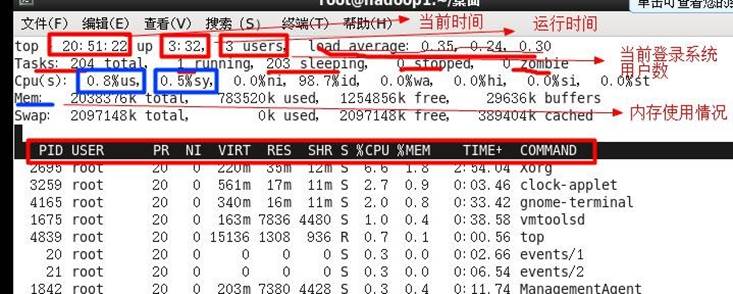 root@hadoop1:~/桌面
单击可查看您的
文件(F) 编辑(E) 查看(V) 搜索 (S) 终端(T) 帮助(H)
当前时间
运行时间
top - 20:51:22 up 3:32, 3 users, load average: 0.35, 0.24, 0.30
当前登录系统
用户数
Tasks: 204 total, 1 running, 203 sleeping, 0 stopped, 0 zombie
Cpu(s): 0.8%us, 0.5%sy, 0.0%ni, 98.7%id, 0.0%wa, 0.0%hi, 0.0%si, 0.0%st
Mem: 2038376k total, 783520k used, 1254856k free, 29636k buffers
内存使用情况
Swap: 2097148k total, 0k used, 2097148k free, 389404k cached
PID USER PR NI VIRT RES SHR S %CPU %MEM TIME+ COMMAND
2695 root 20 0 220m 35m 12m S 6.6 1.8 2:54.04 Xorg
3259 root 20 0 561m 17m 11m S 2.7 0.9 0:03.46 clock-applet
4165 root 20 0 340m 16m 11m S 2.0 0.8 0:33.42 gnome-terminal
1675 root 20 0 163m 7836 4480 S 1.0 0.4 0:38.58 vmtoolsd
4839 root 20 0 15136 1308 936 R 0.7 0.1 0:00.56 top
20 root 20 0 0 0 0 S 0.3 0.0 0:02.66 events/1
21 root 20 0 0 0 0 S 0.3 0.0 0:06.54 events/2
1842 root 20 0 203m 7380 4428 S 0.3 0.4 0:11.74 ManagementAgent